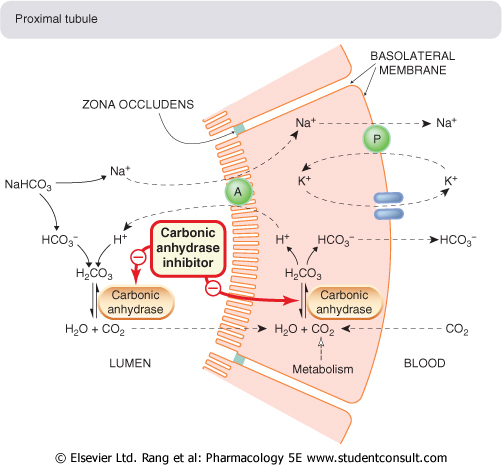 Proximal tubule
BASOLATERAL
MEMBRANE
ZONA OCCLUDENS
Na⁺
Na⁺
P
Na⁺
K⁺
K⁺
NaHCO₃
A
HCO₃⁻
H⁺
Carbonic
anhydrase
inhibitor
H⁺
HCO₃⁻
HCO₃⁻
H₂CO₃
H₂CO₃
Carbonic
anhydrase
Carbonic
anhydrase
H₂O + CO₂
H₂O + CO₂
CO₂
LUMEN
Metabolism
BLOOD
© Elsevier Ltd. Rang et al: Pharmacology 5E www.studentconsult.com